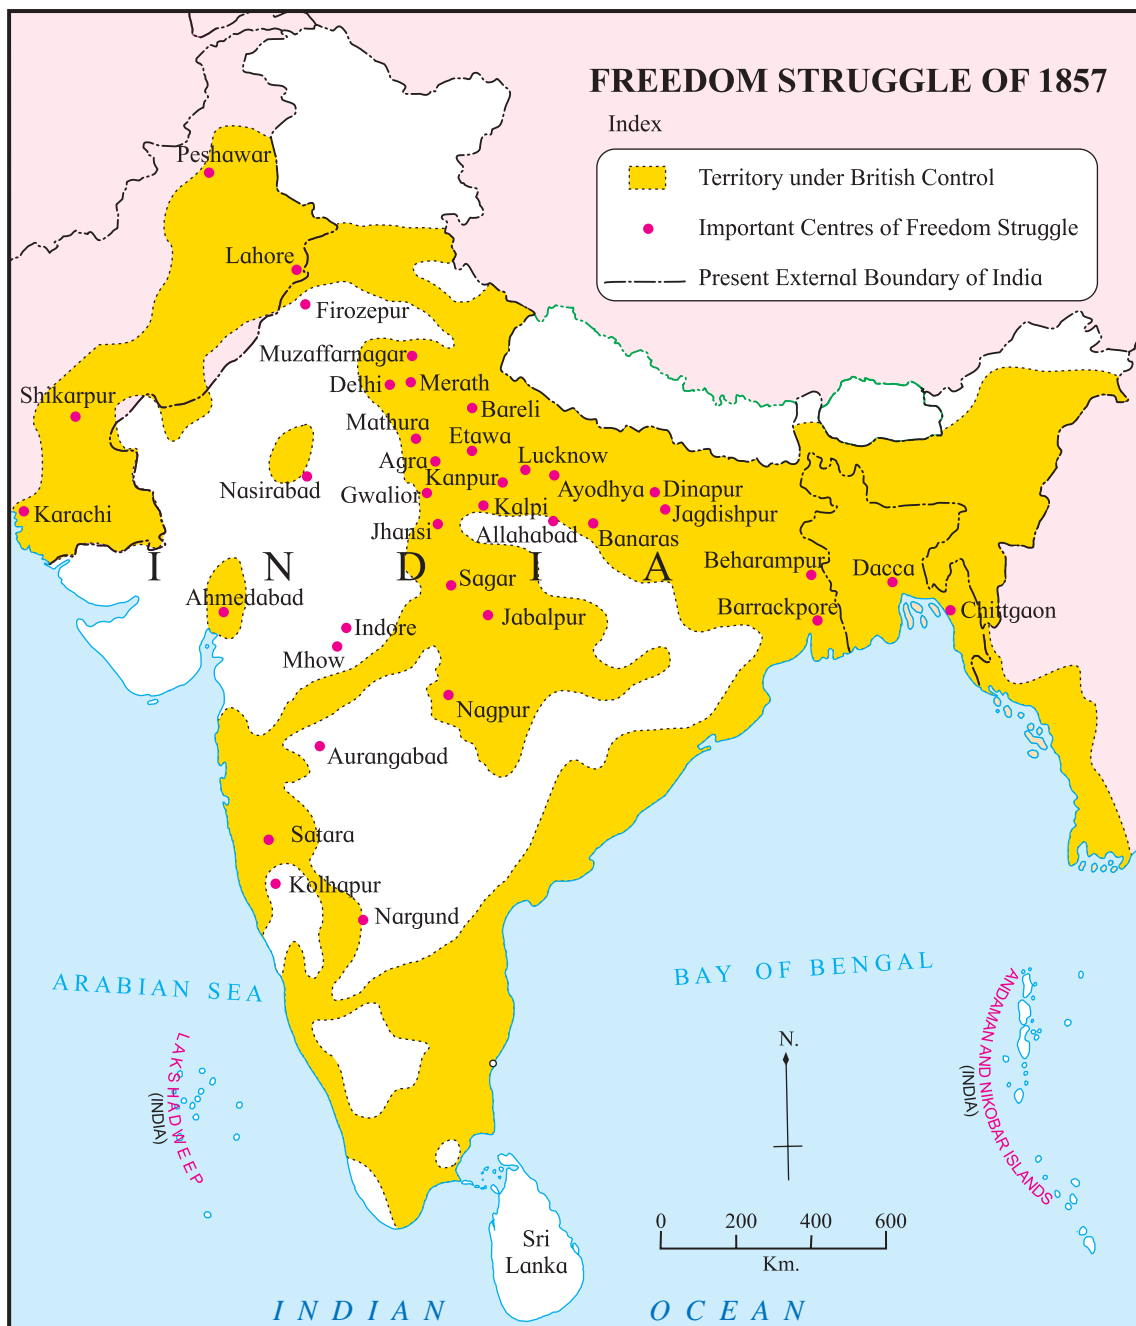 FREEDOM STRUGGLE OF 1857
Index
Territory under British Control
Important Centres of Freedom Struggle
Present External Boundary of India
Peshawar
Lahore
Firozepur
Muzaffarnagar
Delhi
Merath
Shikarpur
Bareli
Mathura
Etawa
Agra
Lucknow
Kanpur
Nasirabad
Gwalior
Ayodhya
Dinapur
Karachi
Kalpi
Jagdishpur
Jhansi
Allahabad
Banaras
INDIA
Beharampur
Dacca
Sagar
Ahmedabad
Barrackpore
Chittgaon
Jabalpur
Indore
Mhow
Nagpur
Aurangabad
Satara
Kolhapur
Nargund
ARABIAN SEA
BAY OF BENGAL
LAKSHADWEEP
(INDIA)
ANDAMAN AND NIKOBAR ISLANDS
(INDIA)
N.
0 200 400 600
Km.
Sri
Lanka
INDIAN OCEAN